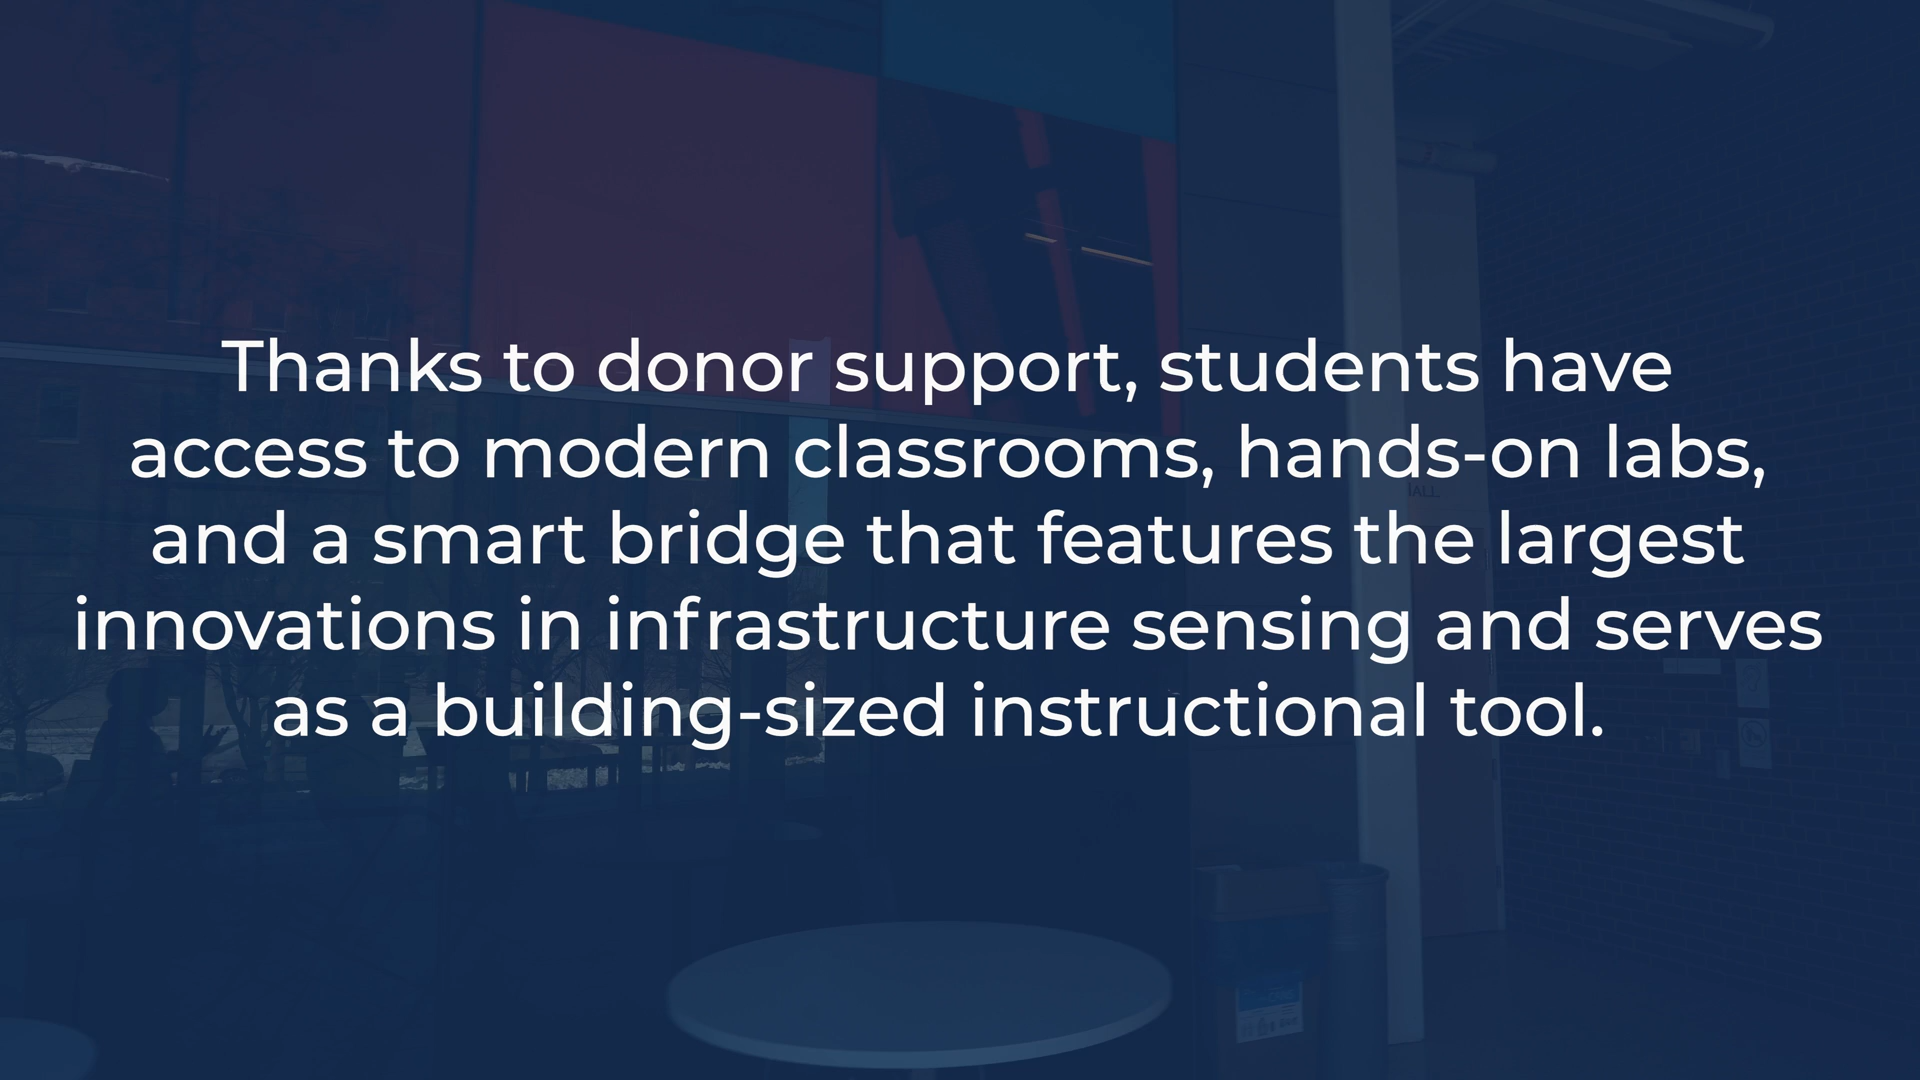 Thanks to donor support, students have
access to modern classrooms, hands-on labs,
and a smart bridge that features the largest
innovations in infrastructure sensing and serves
as a building-sized instructional tool.